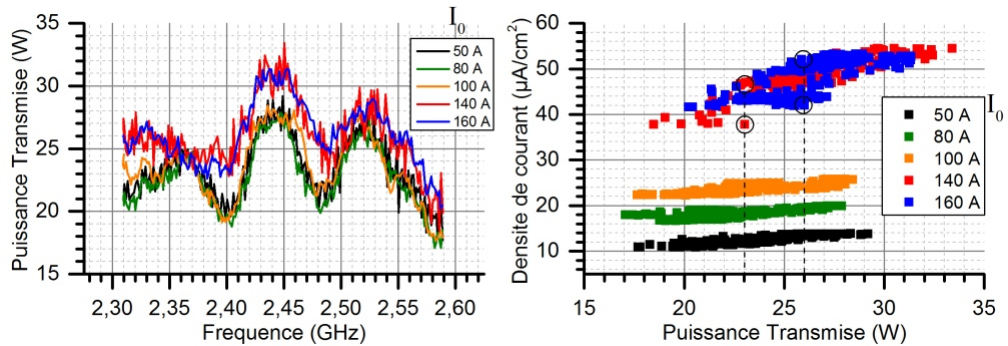 I₀
35
30
25
20
15
Puissance Transmise (W)
2,30
2,35
2,40
2,45
2,50
2,55
2,60
Frequence (GHz)
50 A
80 A
100 A
140 A
160 A
60
50
40
30
20
10
Densite de courant (µA/cm²)
15
20
25
30
35
Puissance Transmise (W)
I₀
50 A
80 A
100 A
140 A
160 A